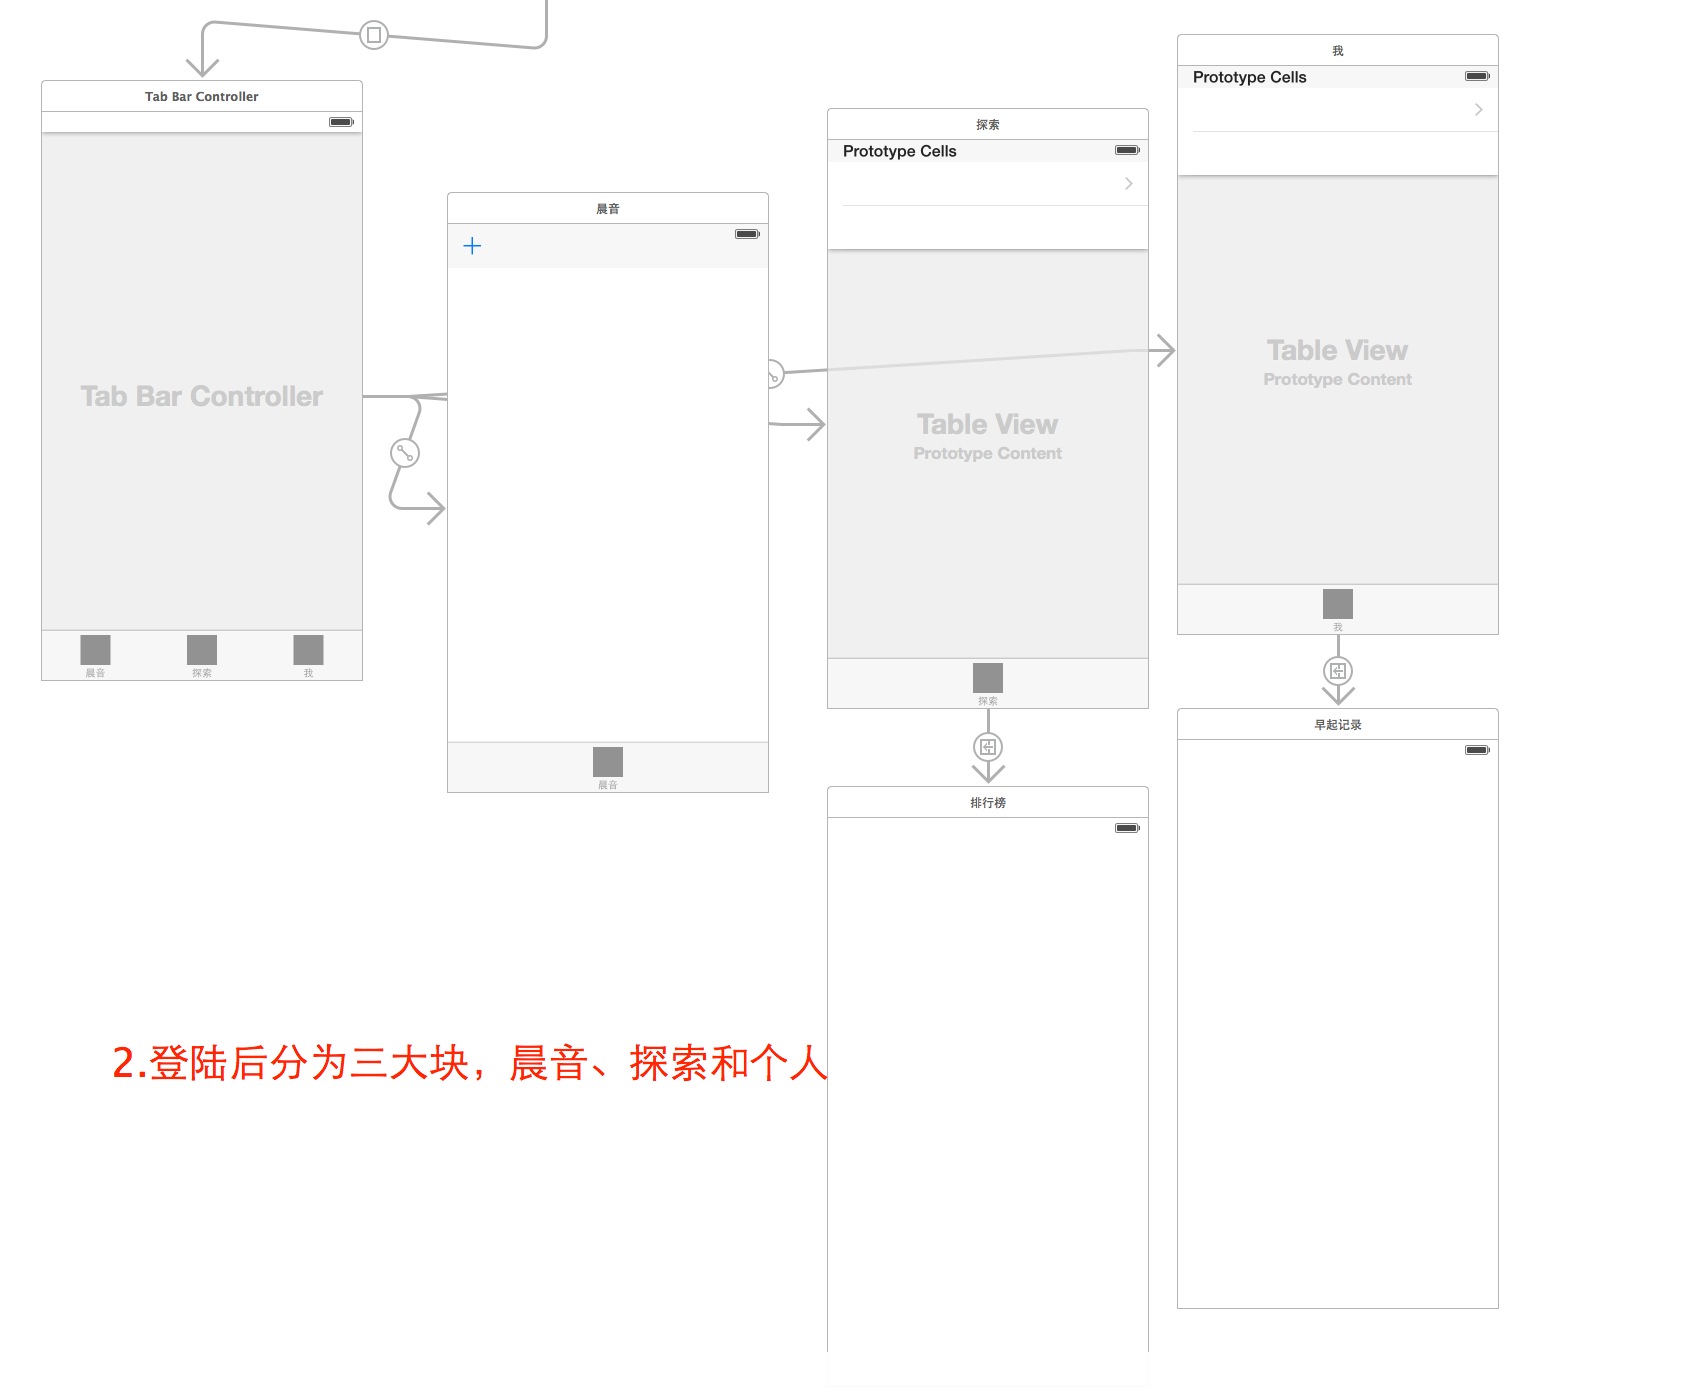 Tab Bar Controller
Tab Bar Controller
晨音
探索
我
晨音
晨音
探索
Prototype Cells
Table View
Prototype Content
探索
我
Prototype Cells
Table View
Prototype Content
我
排行榜
早起记录
2.登陆后分为三大块，晨音、探索和个人